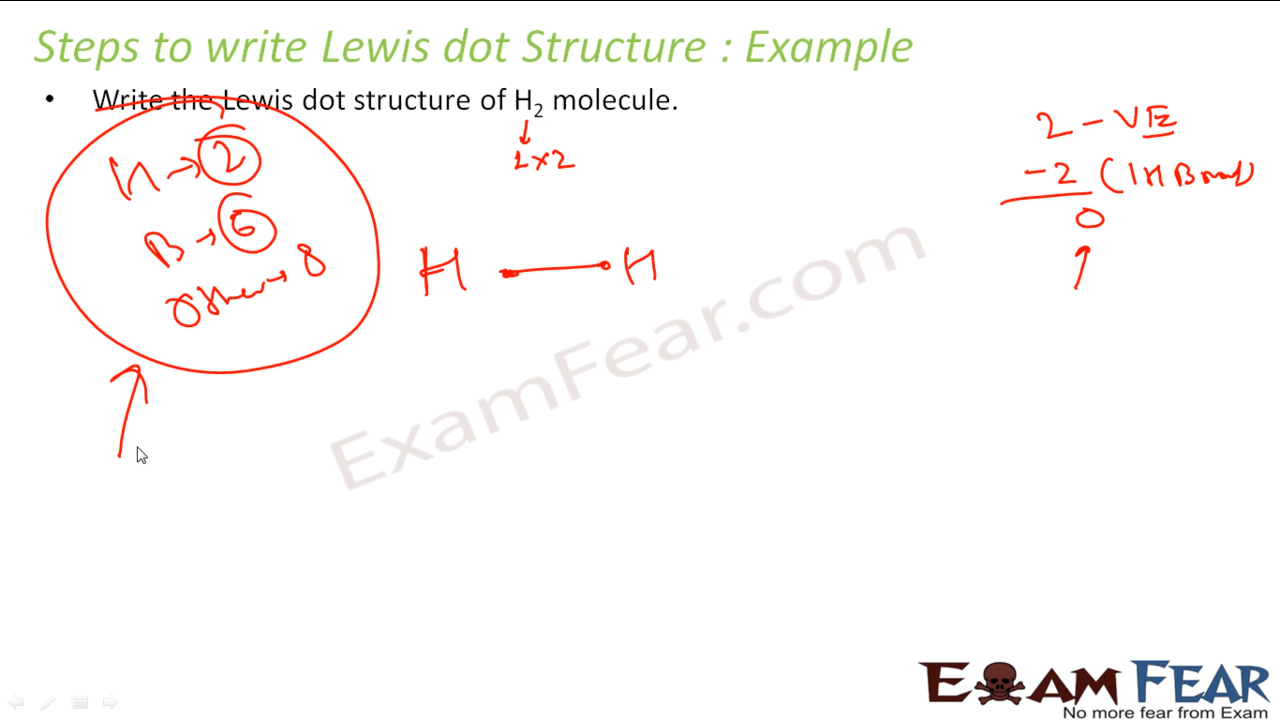 Steps to write Lewis dot Structure : Example
• Write the Lewis dot structure of H₂ molecule.
1×2
2 - VE
-2 (1 H Bond)
0
H → 2
B → 6
Other → 8
H — H
ExamFear.com
EXAM FEAR
No more fear from Exam